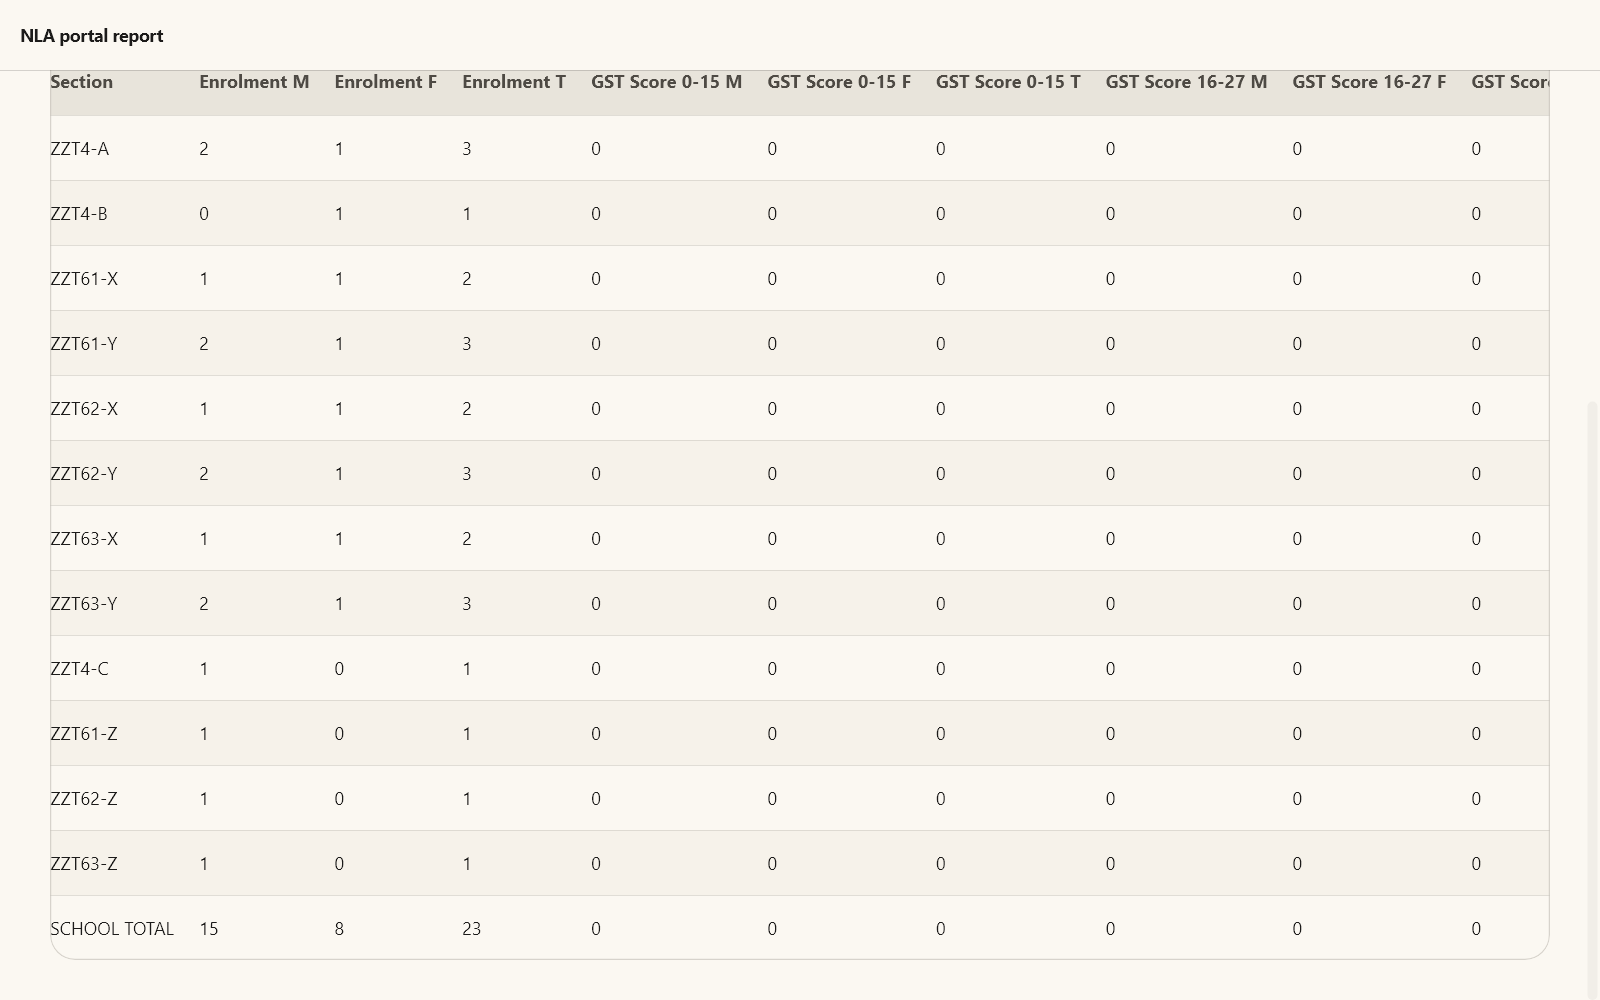 NLA portal report
Section Enrolment M Enrolment F Enrolment T GST Score 0-15 M GST Score 0-15 F GST Score 0-15 T GST Score 16-27 M GST Score 16-27 F GST Score
ZZT4-A 2 1 3 0 0 0 0 0 0
ZZT4-B 0 1 1 0 0 0 0 0 0
ZZT61-X 1 1 2 0 0 0 0 0 0
ZZT61-Y 2 1 3 0 0 0 0 0 0
ZZT62-X 1 1 2 0 0 0 0 0 0
ZZT62-Y 2 1 3 0 0 0 0 0 0
ZZT63-X 1 1 2 0 0 0 0 0 0
ZZT63-Y 2 1 3 0 0 0 0 0 0
ZZT4-C 1 0 1 0 0 0 0 0 0
ZZT61-Z 1 0 1 0 0 0 0 0 0
ZZT62-Z 1 0 1 0 0 0 0 0 0
ZZT63-Z 1 0 1 0 0 0 0 0 0
SCHOOL TOTAL 15 8 23 0 0 0 0 0 0